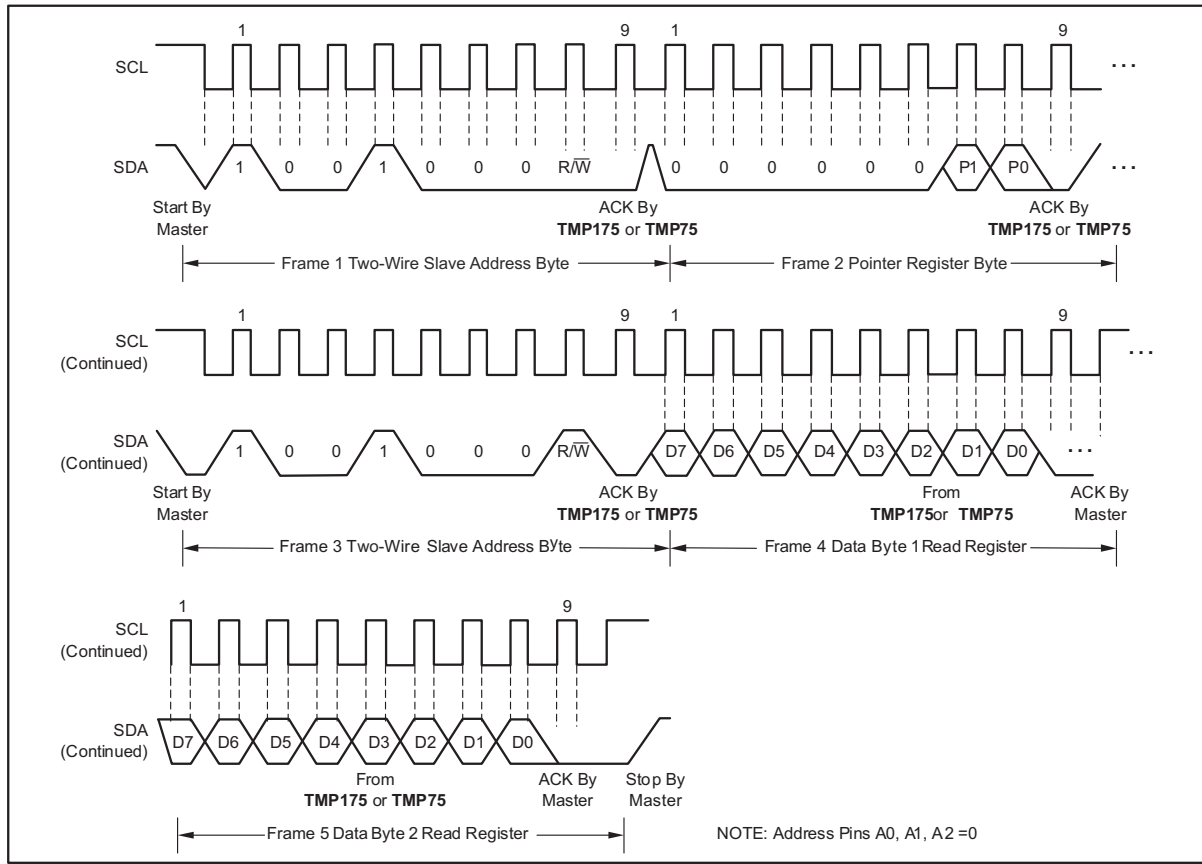 1 9 1 9
SCL ...
SDA 1 0 0 1 0 0 0 R/W̅ 0 0 0 0 0 0 P1 P0 ...
Start By Master
ACK By TMP175 or TMP75
ACK By TMP175 or TMP75
Frame 1 Two-Wire Slave Address Byte
Frame 2 Pointer Register Byte
1 9 1 9
SCL (Continued) ...
SDA (Continued) 1 0 0 1 0 0 0 R/W̅ D7 D6 D5 D4 D3 D2 D1 D0 ...
Start By Master
ACK By TMP175 or TMP75
From TMP175or TMP75
ACK By Master
Frame 3 Two-Wire Slave Address Byte
Frame 4 Data Byte 1 Read Register
1 9
SCL (Continued)
SDA (Continued) D7 D6 D5 D4 D3 D2 D1 D0
From TMP175 or TMP75
ACK By Master
Stop By Master
Frame 5 Data Byte 2 Read Register
NOTE: Address Pins A0, A1, A2 =0